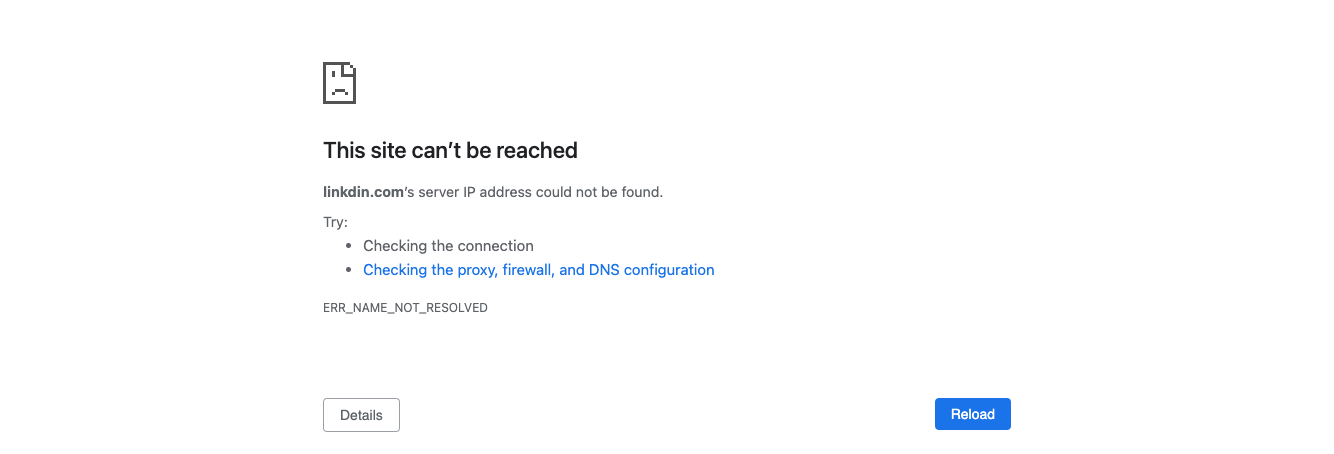 This site can’t be reached
linkdin.com’s server IP address could not be found.
Try:
Checking the connection
Checking the proxy, firewall, and DNS configuration
ERR_NAME_NOT_RESOLVED
Details
Reload